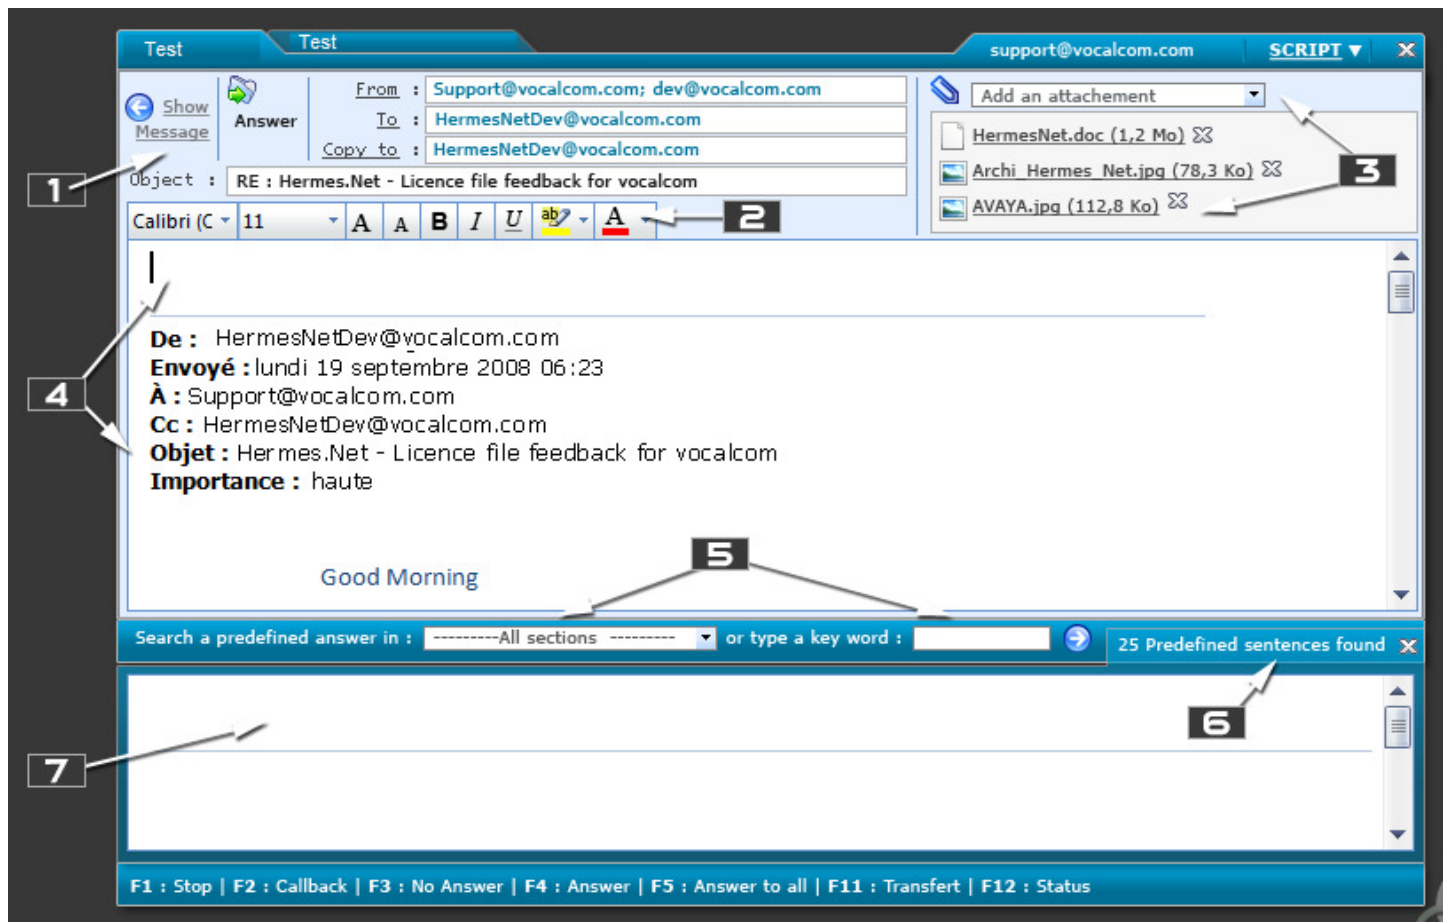 Test
Test
support@vocalcom.com
SCRIPT ▼
Show
Message
Answer
From : Support@vocalcom.com; dev@vocalcom.com
To : HermesNetDev@vocalcom.com
Copy to : HermesNetDev@vocalcom.com
Object : RE : Hermes.Net - Licence file feedback for vocalcom
Add an attachement
HermesNet.doc (1,2 Mo)
Archi_Hermes_Net.jpg (78,3 Ko)
AVAYA.jpg (112,8 Ko)
1
2
3
Calibri (C 11 A A B I U ab A
De : HermesNetDev@vocalcom.com
Envoyé : lundi 19 septembre 2008 06:23
À : Support@vocalcom.com
Cc : HermesNetDev@vocalcom.com
Objet : Hermes.Net - Licence file feedback for vocalcom
Importance : haute
4
Good Morning
5
Search a predefined answer in : ---------All sections --------- or type a key word :
25 Predefined sentences found
6
7
F1 : Stop | F2 : Callback | F3 : No Answer | F4 : Answer | F5 : Answer to all | F11 : Transfert | F12 : Status